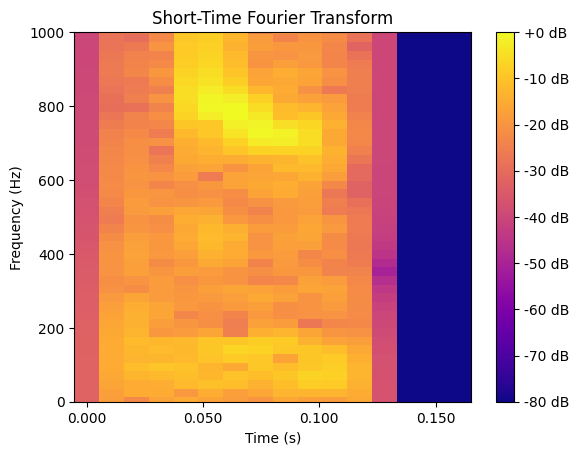 Short-Time Fourier Transform
1000
800
600
400
200
0
Frequency (Hz)
0.000
0.050
0.100
0.150
Time (s)
+0 dB
-10 dB
-20 dB
-30 dB
-40 dB
-50 dB
-60 dB
-70 dB
-80 dB